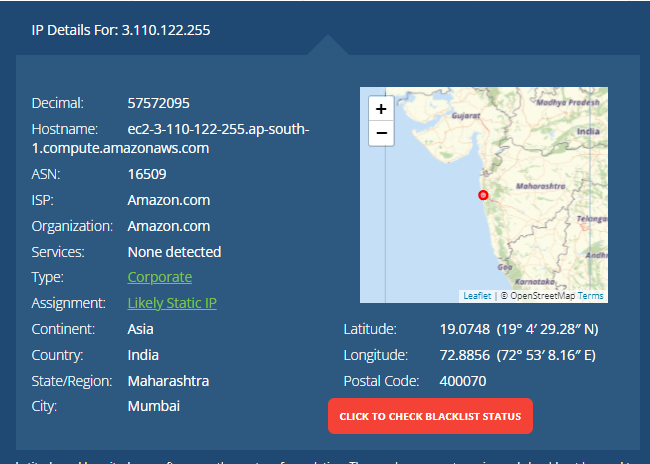 IP Details For: 3.110.122.255
Decimal: 57572095
Hostname: ec2-3-110-122-255.ap-south-
1.compute.amazonaws.com
ASN: 16509
ISP: Amazon.com
Organization: Amazon.com
Services: None detected
Type: Corporate
Assignment: Likely Static IP
Continent: Asia
Country: India
State/Region: Maharashtra
City: Mumbai
+
−
Gujarat
Madhya Pradesh
India
Maharashtra
Telanga
Andh
Goa
Karnataka
Leaflet | © OpenStreetMap Terms
Latitude: 19.0748 (19° 4′ 29.28″ N)
Longitude: 72.8856 (72° 53′ 8.16″ E)
Postal Code: 400070
CLICK TO CHECK BLACKLIST STATUS